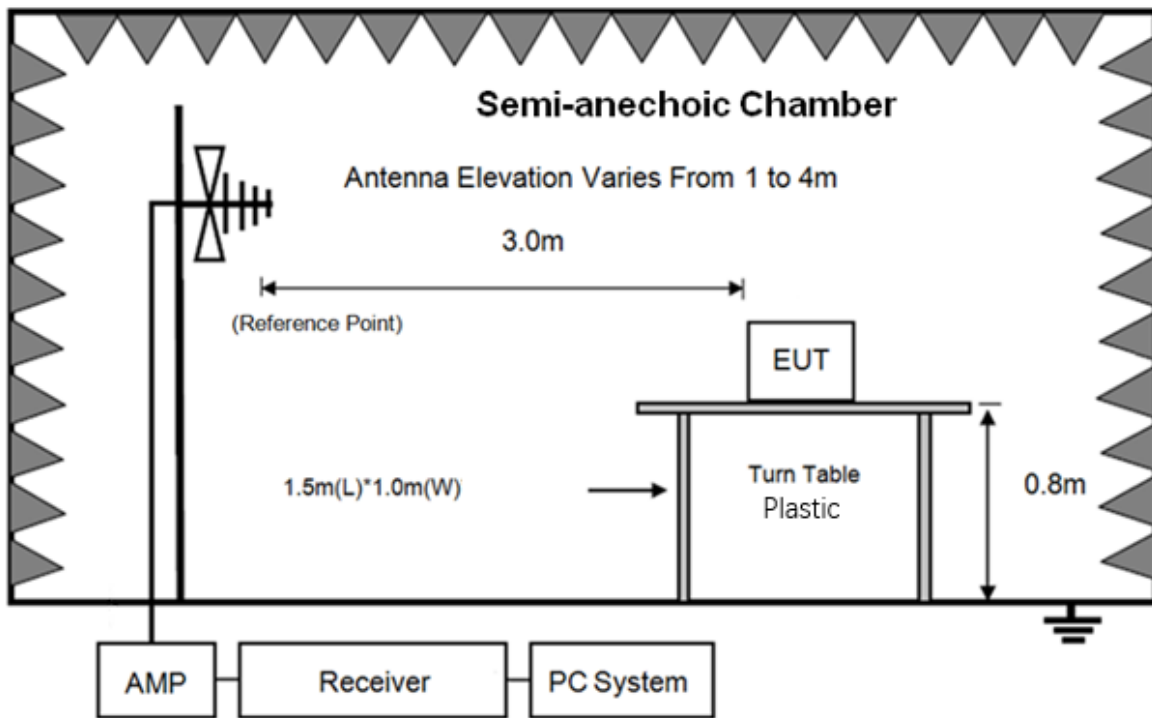 Semi-anechoic Chamber
Antenna Elevation Varies From 1 to 4m
3.0m
(Reference Point)
EUT
1.5m(L)*1.0m(W)
Turn Table
Plastic
0.8m
AMP
Receiver
PC System